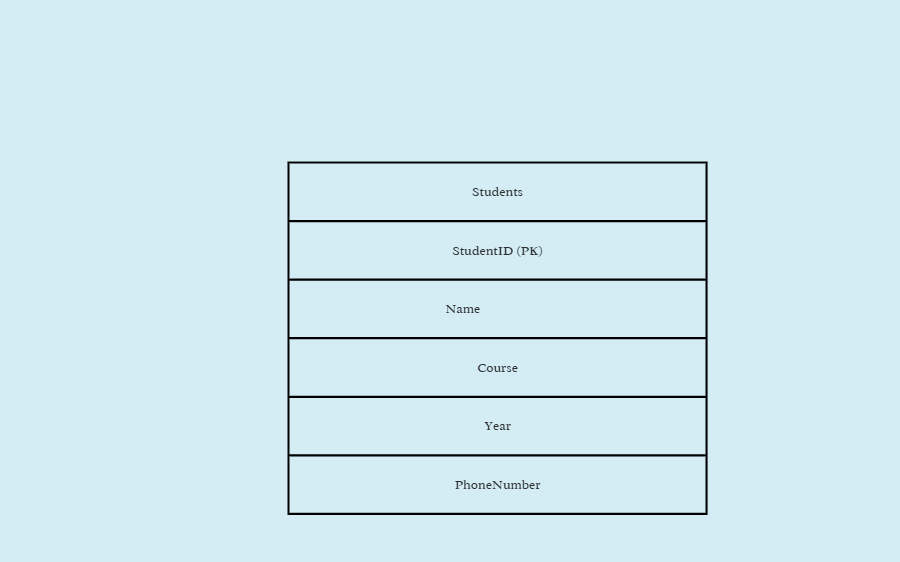 Students
StudentID (PK)
Name
Course
Year
PhoneNumber